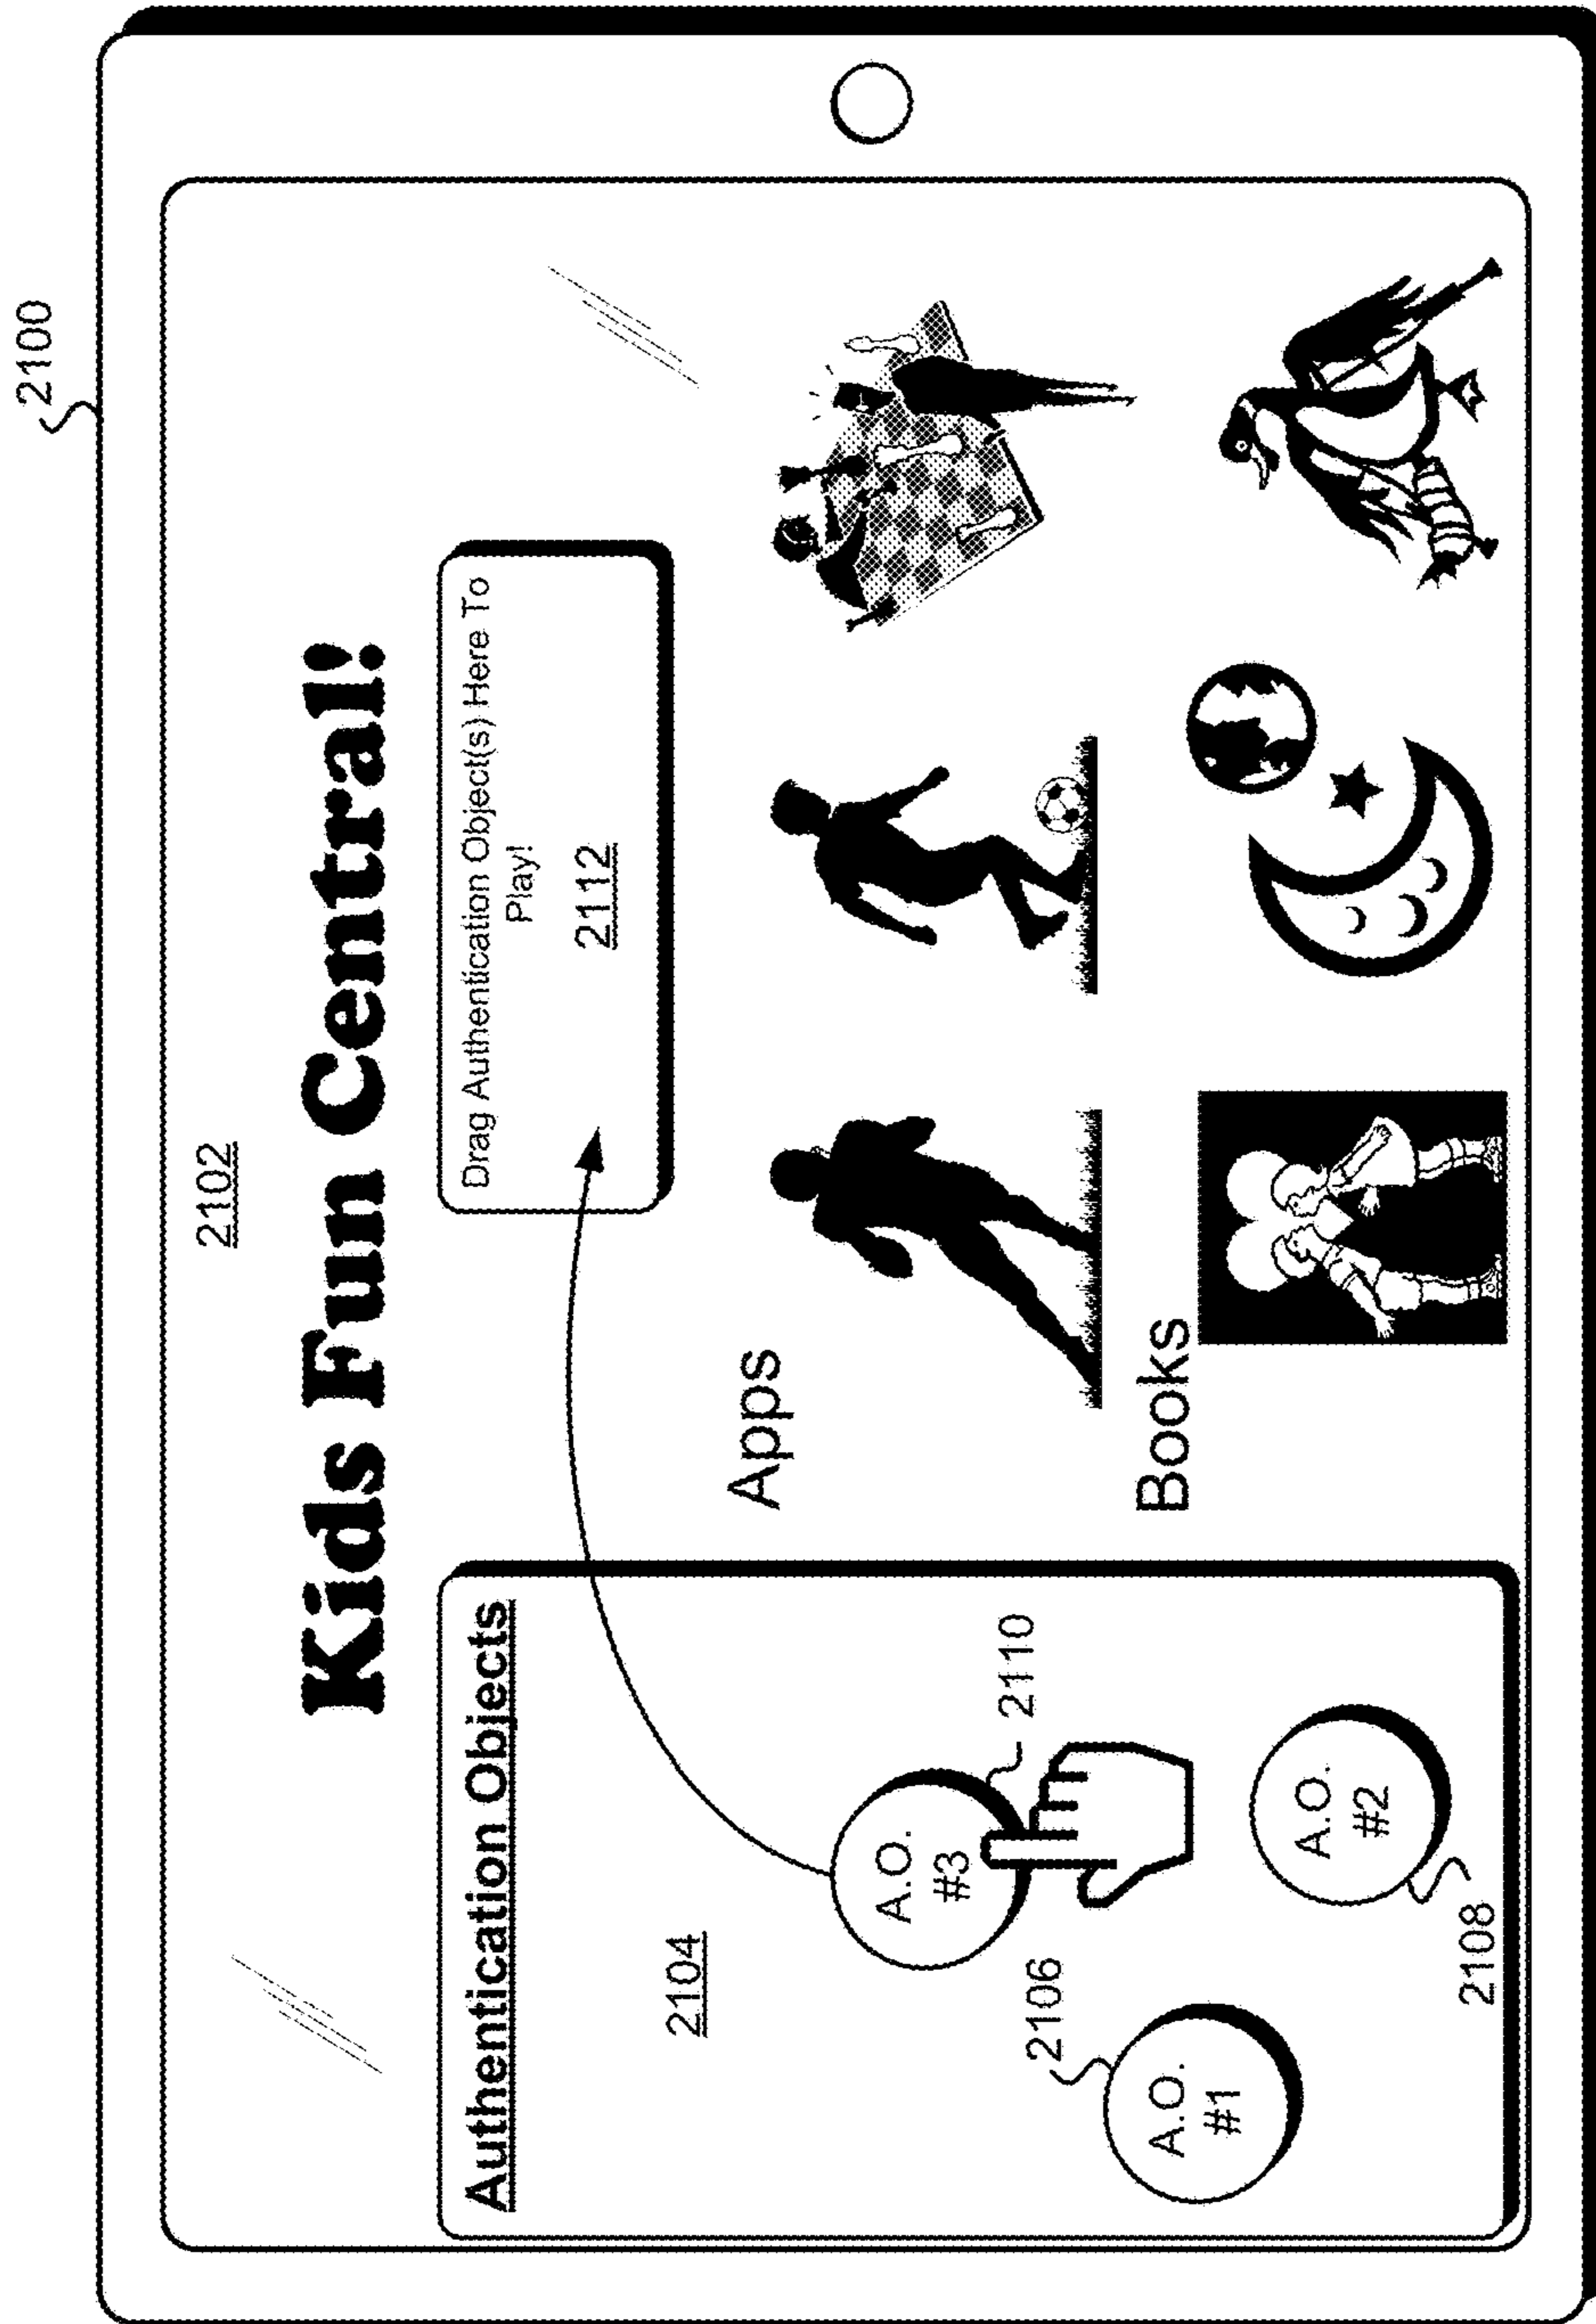 2100
2102
Kids Fun Central!
Authentication Objects
2104
A.O.
#3
2110
2106
A.O.
#1
A.O.
#2
2108
Drag Authentication Object(s) Here To
Play!
2112
Apps
Books